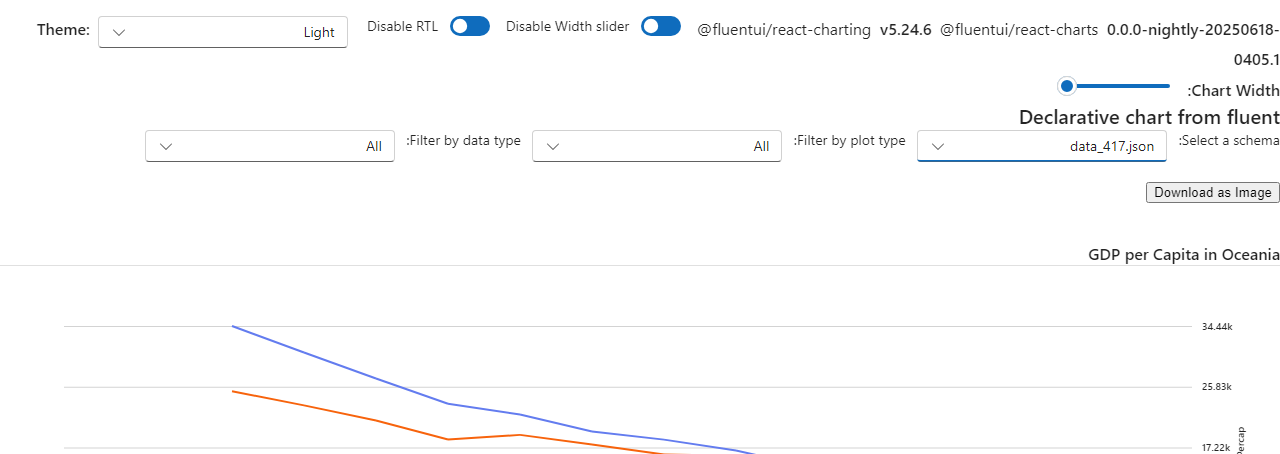 Theme: Light Disable RTL Disable Width slider @fluentui/react-charting v5.24.6 @fluentui/react-charts 0.0.0-nightly-20250618-
0405.1
:Chart Width
Declarative chart from fluent
:Select a schema data_417.json :Filter by plot type All :Filter by data type All
Download as Image
GDP per Capita in Oceania
34.44k
25.83k
17.22k